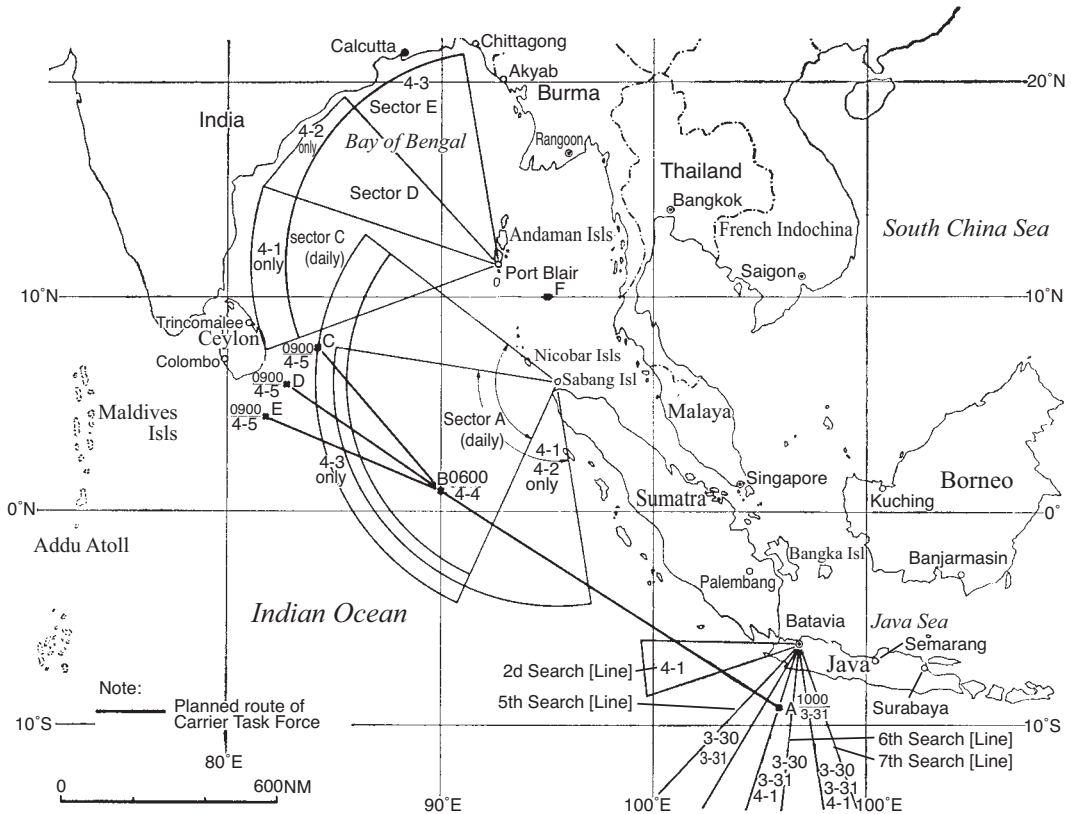 Calcutta
Chittagong
4-3
Akyab
20°N
Sector E
Burma
India
4-2
only
Bay of Bengal
Rangoon
Thailand
Sector D
Bangkok
sector C
(daily)
Andaman Isls
French Indochina
South China Sea
4-1
only
Port Blair
Saigon
F
10°N
10°N
Trincomalee
Ceylon
Colombo
0900
4-5
C
Nicobar Isls
Sabang Isl
0900
4-5
D
0900
4-5
E
Maldives
Isls
Malaya
Sector A
(daily)
4-1
4-2
only
4-3
only
B
0600
4-4
Singapore
Sumatra
Borneo
Kuching
0°N
0°
Addu Atoll
Bangka Isl
Banjarmasin
Palembang
Indian Ocean
Batavia
Java Sea
Semarang
2d Search [Line]
4-1
Java
5th Search [Line]
Surabaya
Note:
Planned route of
Carrier Task Force
A
1000
3-31
10°S
10°S
6th Search [Line]
7th Search [Line]
3-30
3-31
3-30
3-31
4-1
3-30
3-31
4-1
80°E
0
600NM
90°E
100°E
100°E